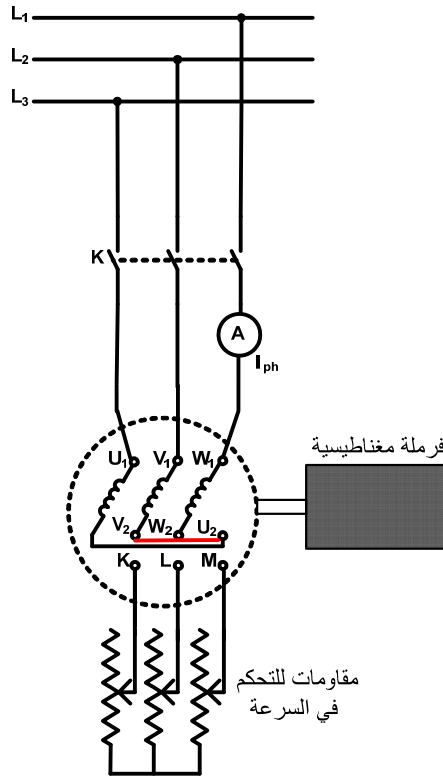 L1
L2
L3
K
A
Iph
فرملة مغناطيسية
U1 V1 W1
V2 W2 U2
K L M
مقاومات للتحكم
في السرعة